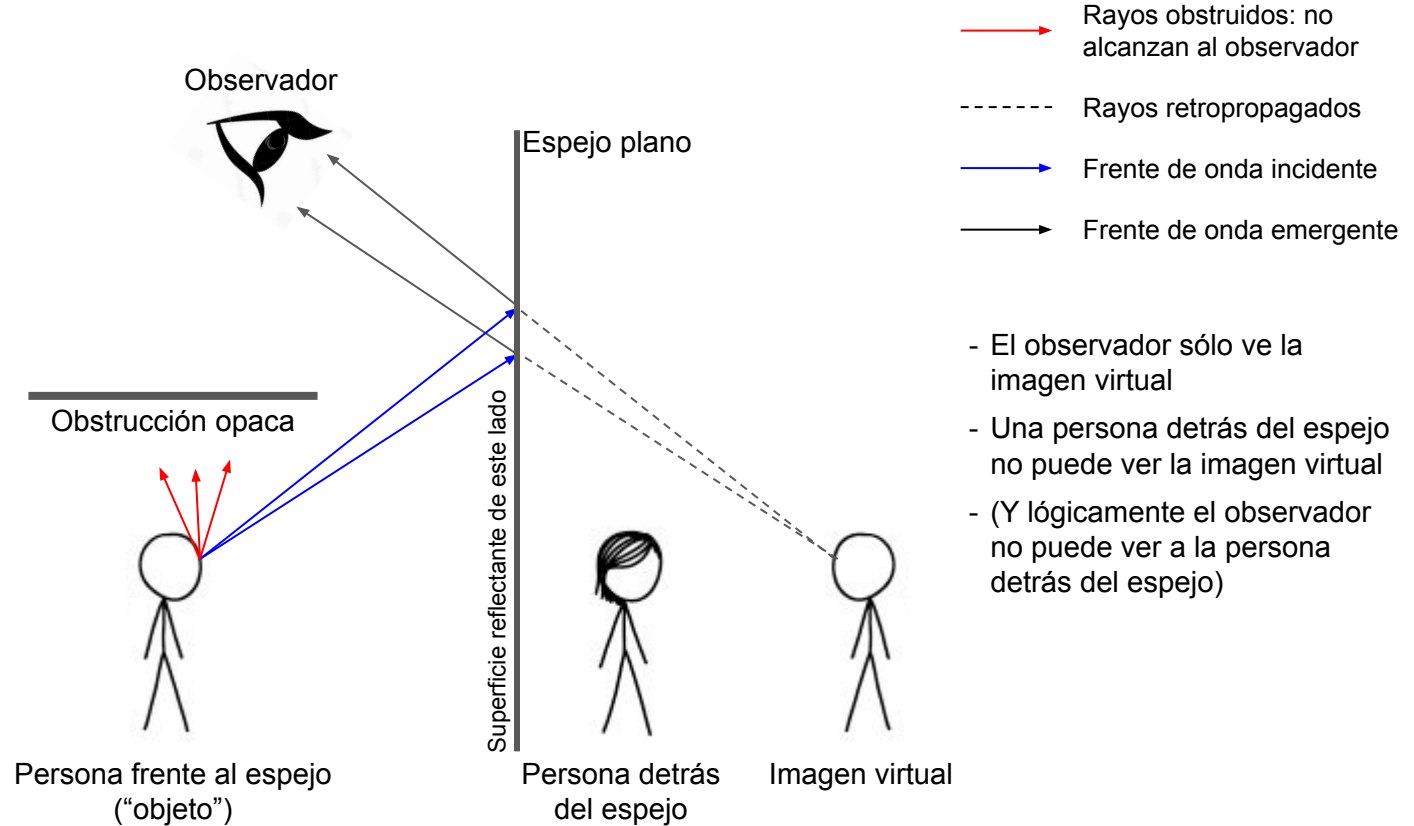 Rayos obstruidos: no
alcanzan al observador
Observador
Rayos retropropagados
Espejo plano
Frente de onda incidente
Frente de onda emergente
- El observador sólo ve la
imagen virtual
Obstrucción opaca
- Una persona detrás del espejo
no puede ver la imagen virtual
- (Y lógicamente el observador
no puede ver a la persona
detrás del espejo)
Superficie reflectante de este lado
Persona frente al espejo
(“objeto”)
Persona detrás
del espejo
Imagen virtual